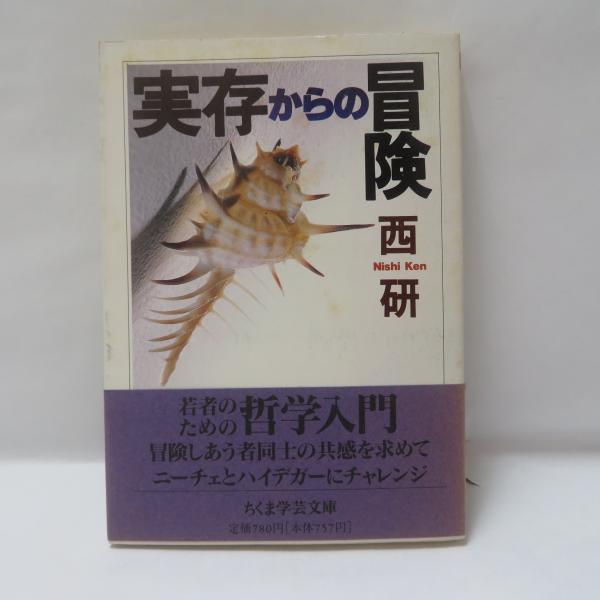 実存からの冒険
西研
Nishi Ken
若者の
ための
哲学入門
冒険しあう者同士の共感を求めて
ニーチェとハイデガーにチャレンジ
ちくま学芸文庫
定価780円[本体757円]